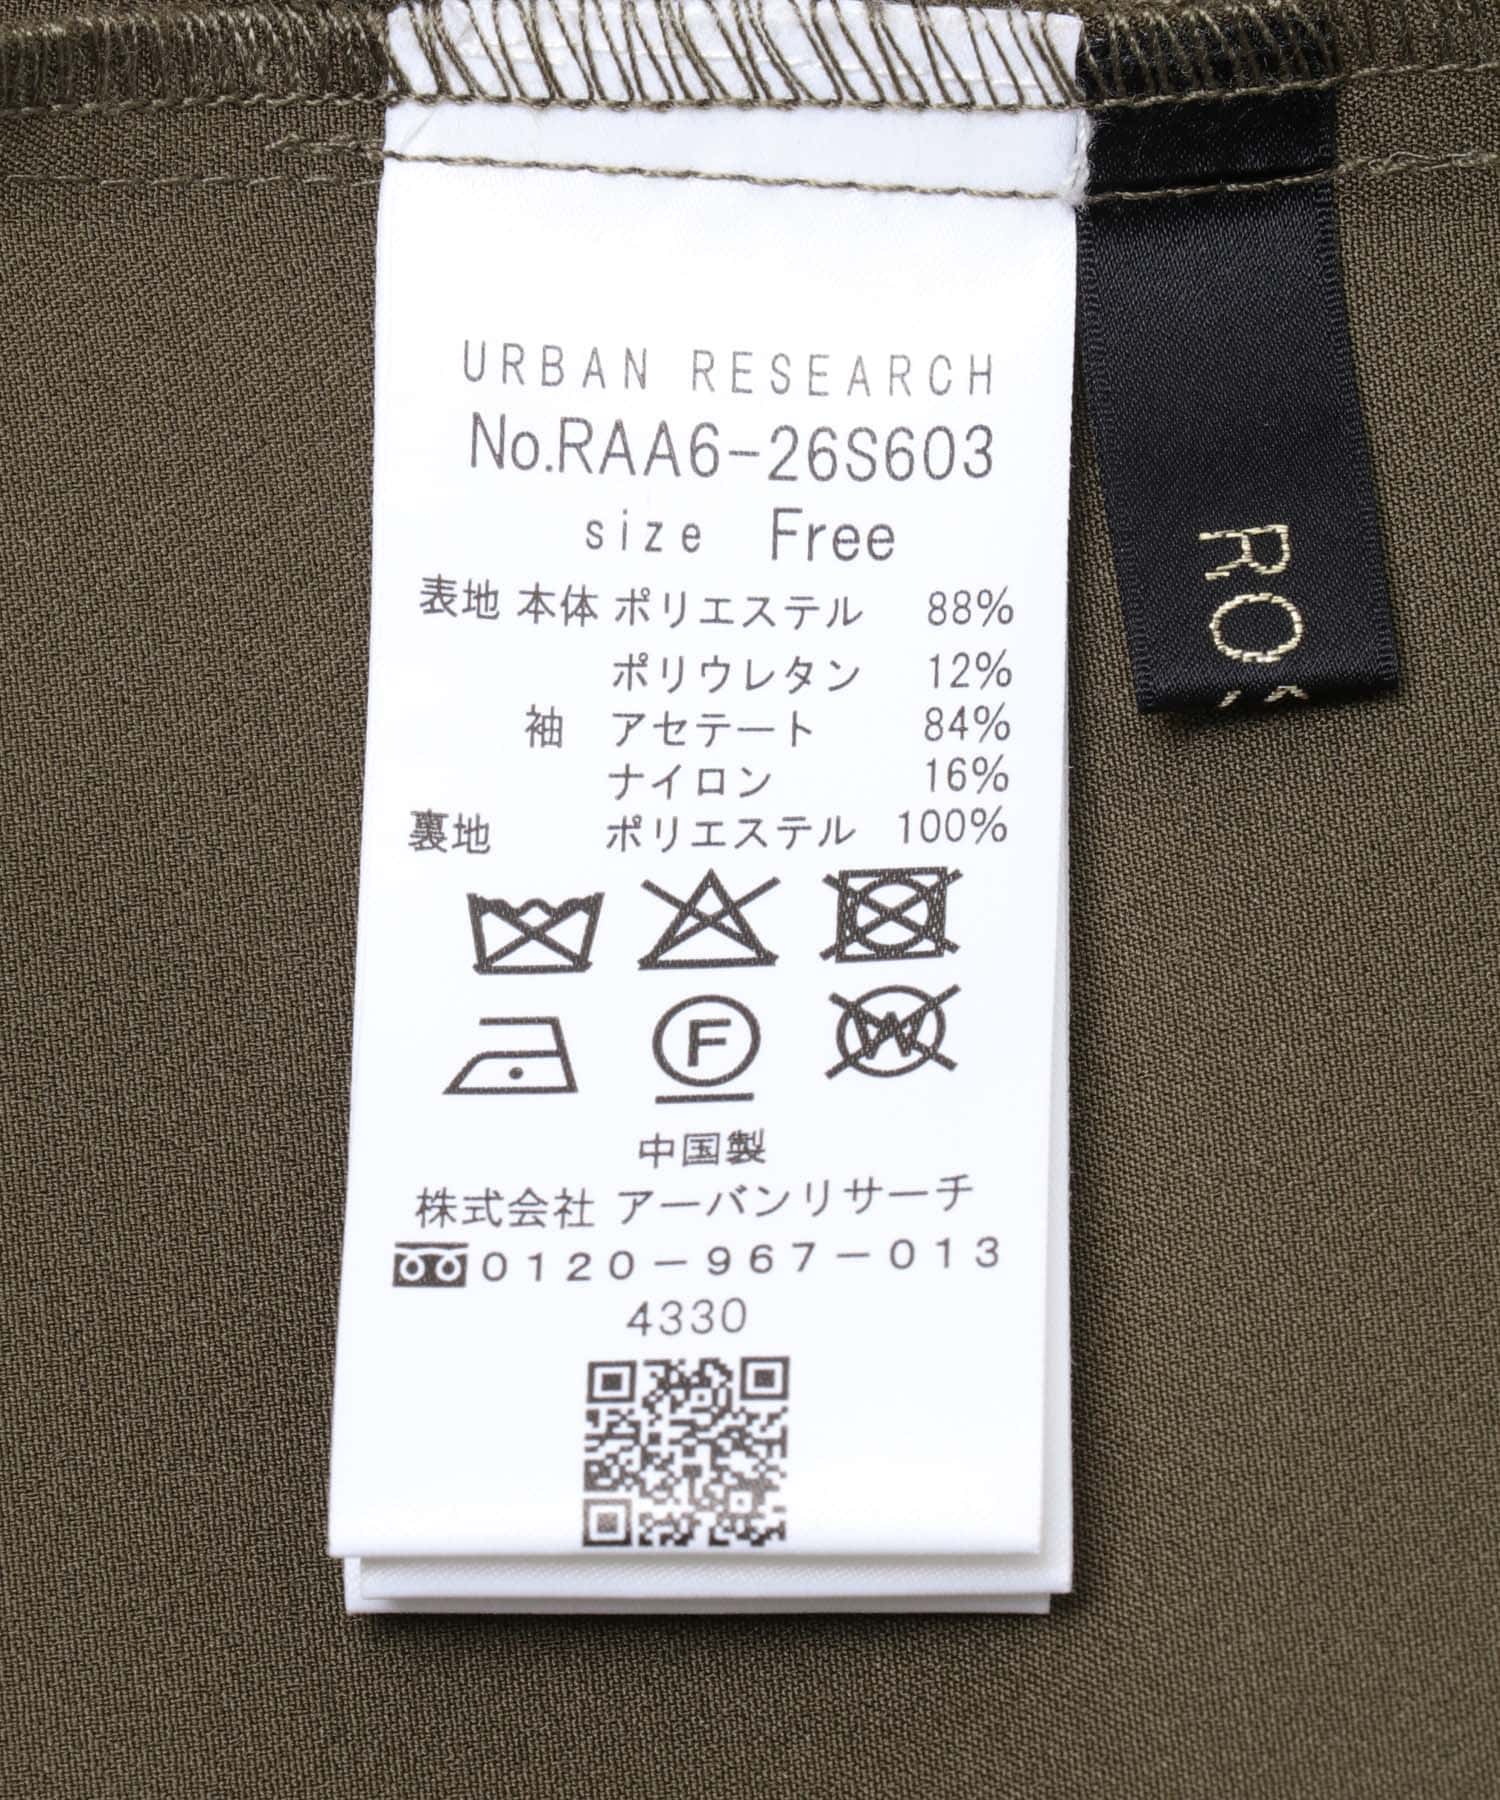 URBAN RESEARCH
No.RAA6-26S603
size Free
表地 本体 ポリエステル 88%
ポリウレタン 12%
袖 アセテート 84%
ナイロン 16%
裏地 ポリエステル 100%
F W
中国製
株式会社 アーバンリサーチ
0120-967-013
4330
RO